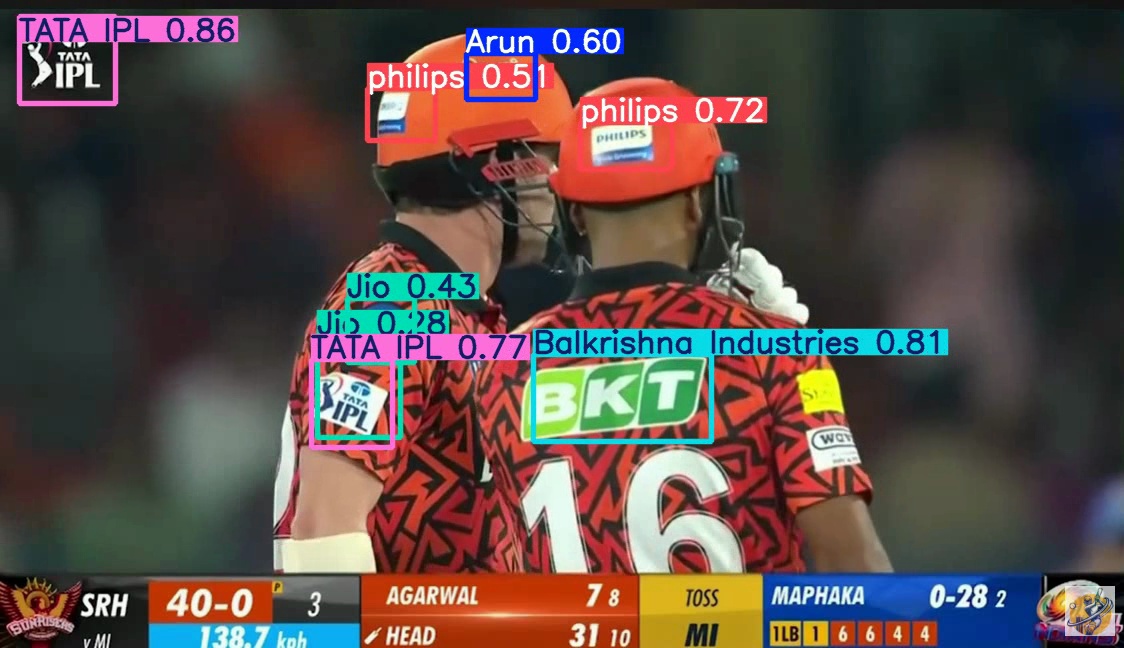 TATA IPL 0.86
TATA
IPL
Arun 0.60
philips 0.51
philips 0.72
PHILIPS
Jio 0.43
Jio 0.28
TATA IPL 0.77
Balkrishna Industries 0.81
TATA
IPL
BKT
16
SRH
v MI
40-0
P
3
138.7 kph
AGARWAL 7 8
HEAD 31 10
TOSS
MI
MAPHAKA 0-28 2
1LB 1 6 6 4 4
SUNRISERS